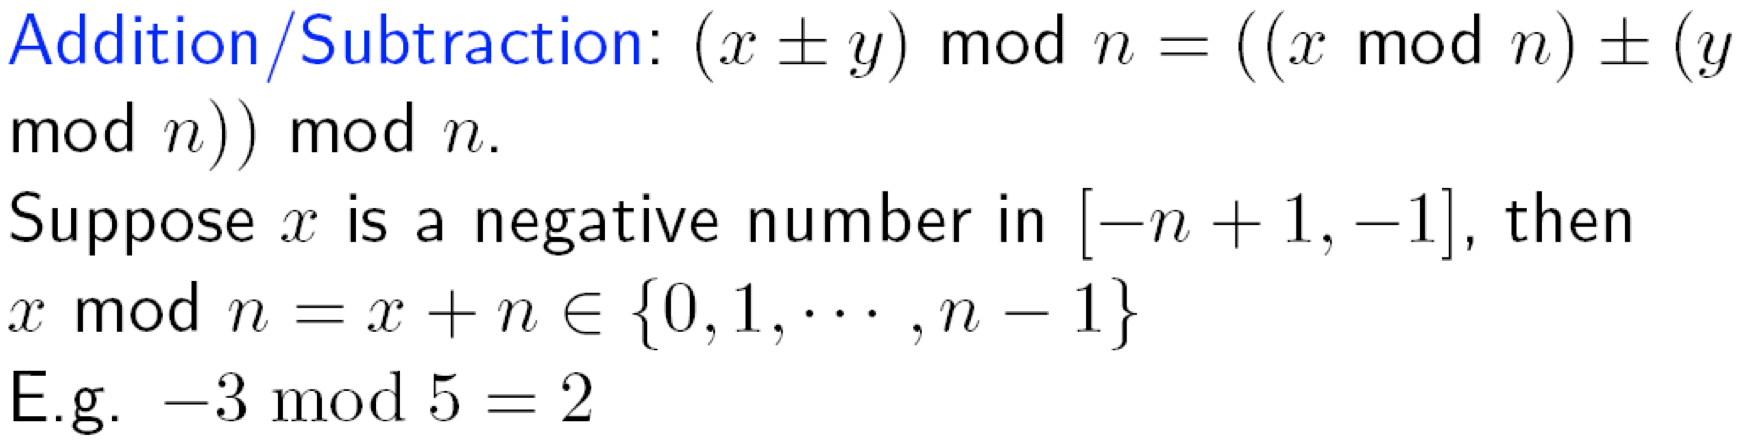 Addition/Subtraction: (x ± y) mod n = ((x mod n) ± (y
mod n)) mod n.
Suppose x is a negative number in [−n + 1, −1], then
x mod n = x + n ∈ {0, 1, ⋯ , n − 1}
E.g. −3 mod 5 = 2